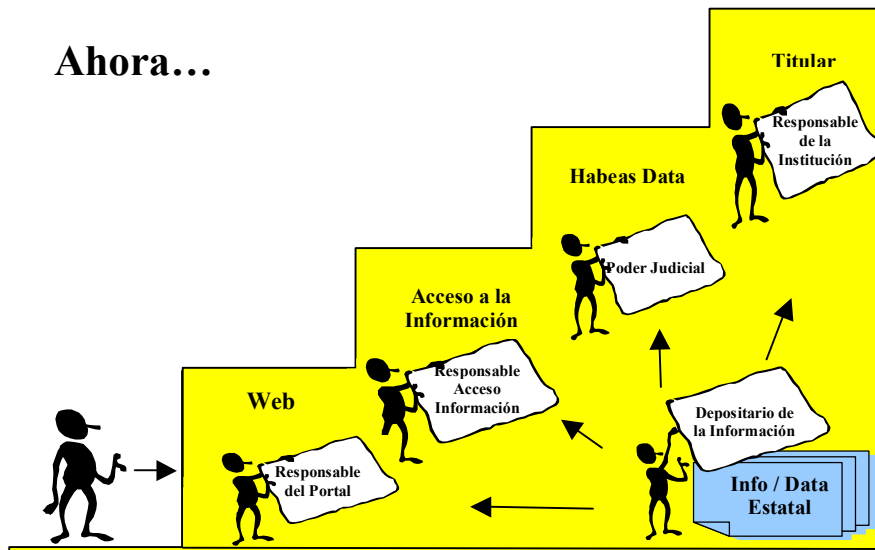 Ahora…
Titular
Responsable
de la
Institución
Habeas Data
Poder Judicial
Acceso a la
Información
Responsable
Acceso
Información
Web
Responsable
del Portal
Depositario de
la Información
Info / Data
Estatal